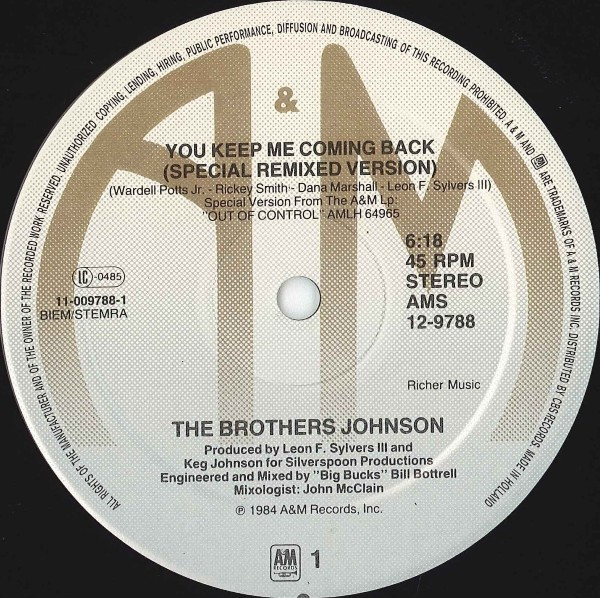 ALL RIGHTS OF THE MANUFACTURER AND OF THE OWNER OF THE RECORDED WORK RESERVED. UNAUTHORIZED COPYING, LENDING, HIRING, PUBLIC PERFORMANCE, DIFFUSION AND BROADCASTING OF THIS RECORDING PROHIBITED. A & M AND A&M ARE TRADEMARKS OF A & M RECORDS INC. DISTRIBUTED BY CBS RECORDS. MADE IN HOLLAND
A & M
YOU KEEP ME COMING BACK
(SPECIAL REMIXED VERSION)
(Wardell Potts Jr. - Rickey Smith - Dana Marshall - Leon F. Sylvers III)
Special Version From The A&M Lp:
"OUT OF CONTROL" AMLH 64965
LC -0485
11-009788-1
BIEM/STEMRA
6:18
45 RPM
STEREO
AMS
12-9788
Richer Music
THE BROTHERS JOHNSON
Produced by Leon F. Sylvers III and
Keg Johnson for Silverspoon Productions
Engineered and Mixed by "Big Bucks" Bill Bottrell
Mixologist: John McClain
℗ 1984 A&M Records, Inc.
A&M
RECORDS
1